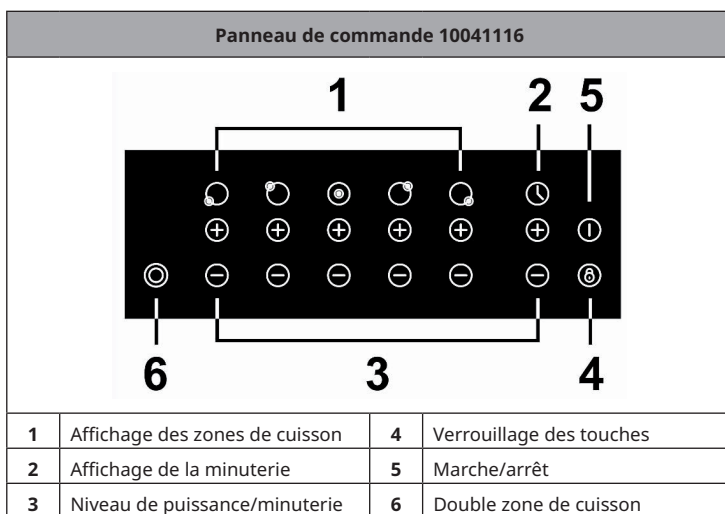 Panneau de commande 10041116
1 2 5
6 3 4
1 Affichage des zones de cuisson 4 Verrouillage des touches
2 Affichage de la minuterie 5 Marche/arrêt
3 Niveau de puissance/minuterie 6 Double zone de cuisson